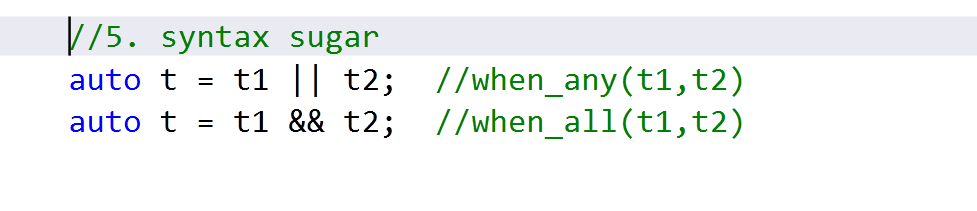 //5. syntax sugar
auto t = t1 || t2;  //when_any(t1,t2)
auto t = t1 && t2;  //when_all(t1,t2)